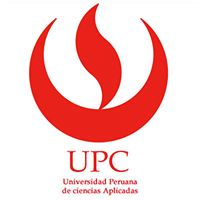 UPC
Universidad Peruana
de ciencias Aplicadas